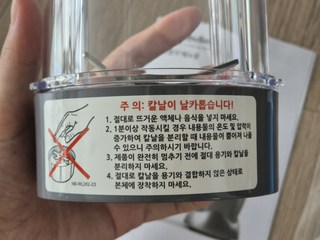 주 의: 칼날이 날카롭습니다!
1. 절대로 뜨거운 액체나 음식을 넣지 마세요.
2. 1분이상 작동시킬 경우 내용물의 온도 및 압력이
증가하여 칼날을 분리할 때 내용물이 뿜어져 나올
수 있으니 주의하시기 바랍니다.
3. 제품이 완전히 멈추기 전에 절대 용기와 칼날을
분리하지 마세요.
4. 절대로 칼날을 용기와 결합하지 않은 상태로
본체에 장착하지 마세요.